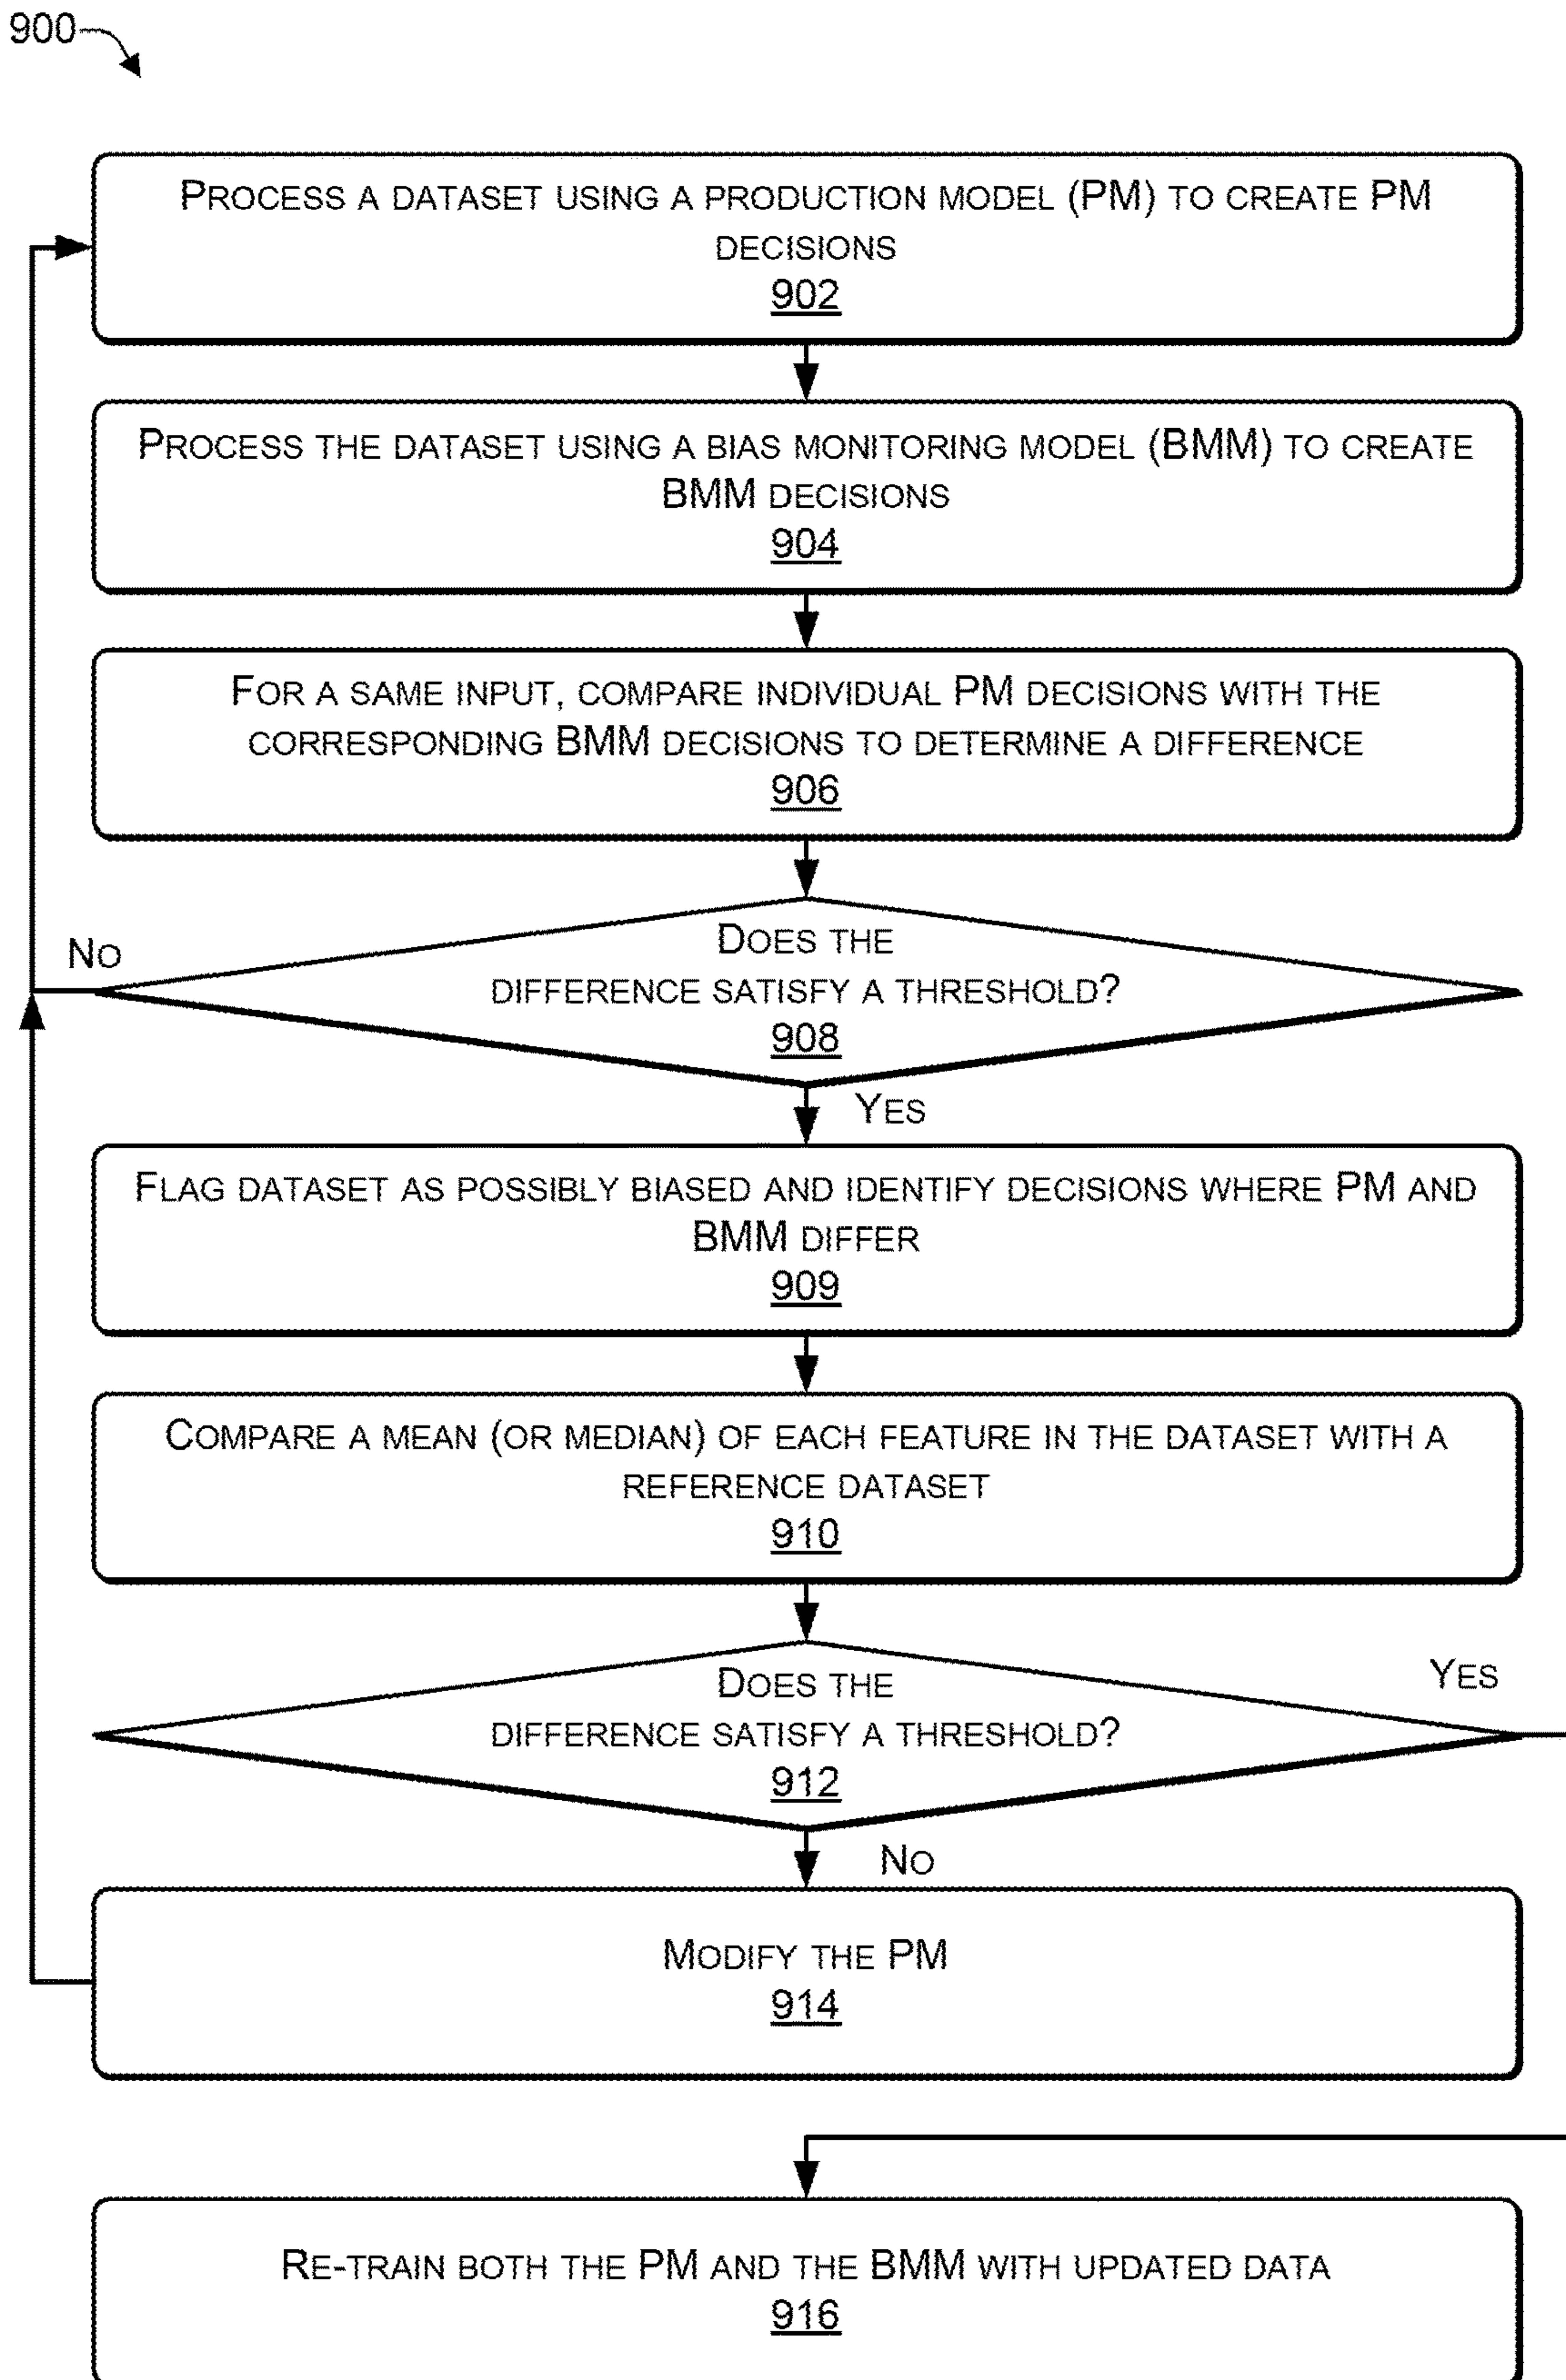 900
PROCESS A DATASET USING A PRODUCTION MODEL (PM) TO CREATE PM
DECISIONS
902
PROCESS THE DATASET USING A BIAS MONITORING MODEL (BMM) TO CREATE
BMM DECISIONS
904
FOR A SAME INPUT, COMPARE INDIVIDUAL PM DECISIONS WITH THE
CORRESPONDING BMM DECISIONS TO DETERMINE A DIFFERENCE
906
DOES THE
DIFFERENCE SATISFY A THRESHOLD?
908
NO
YES
FLAG DATASET AS POSSIBLY BIASED AND IDENTIFY DECISIONS WHERE PM AND
BMM DIFFER
909
COMPARE A MEAN (OR MEDIAN) OF EACH FEATURE IN THE DATASET WITH A
REFERENCE DATASET
910
DOES THE
DIFFERENCE SATISFY A THRESHOLD?
912
YES
NO
MODIFY THE PM
914
RE-TRAIN BOTH THE PM AND THE BMM WITH UPDATED DATA
916